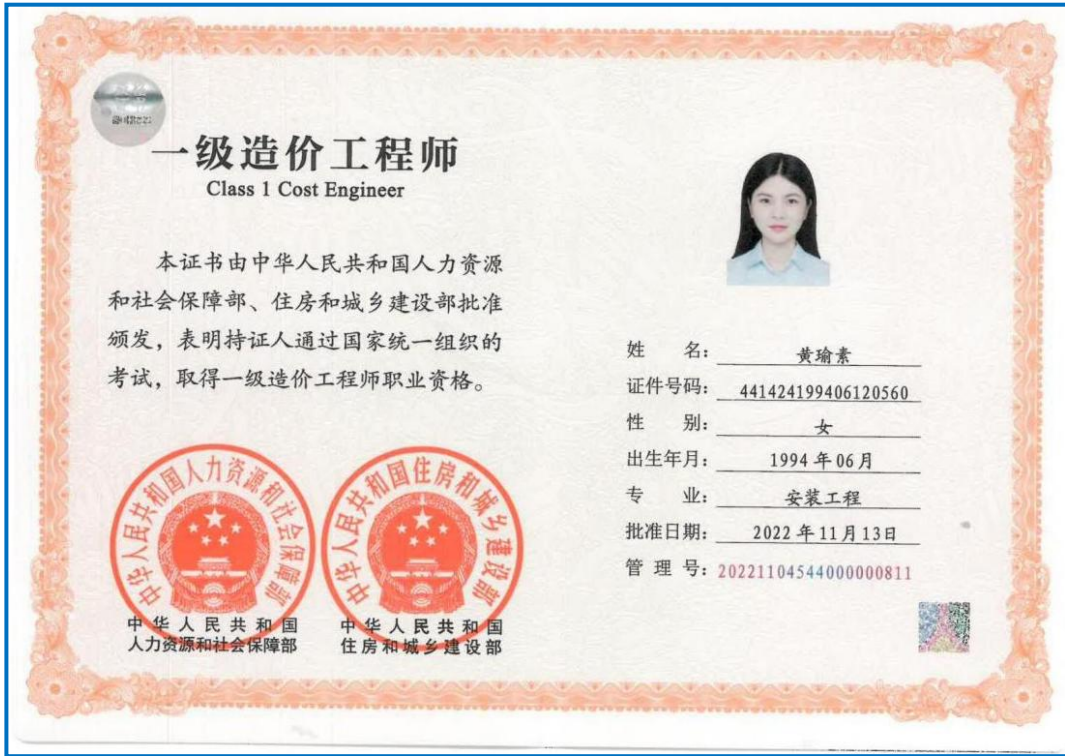 一级造价工程师
Class 1 Cost Engineer
本证书由中华人民共和国人力资源
和社会保障部、住房和城乡建设部批准
颁发，表明持证人通过国家统一组织的
考试，取得一级造价工程师职业资格。
中华人民共和国人力资源和社会保障部
中华人民共和国住房和城乡建设部
中华人民共和国
人力资源和社会保障部
中华人民共和国
住房和城乡建设部
姓 名：黄瑜素
证件号码：441424199406120560
性 别：女
出生年月：1994年06月
专 业：安装工程
批准日期：2022年11月13日
管 理 号：20221104544000000811